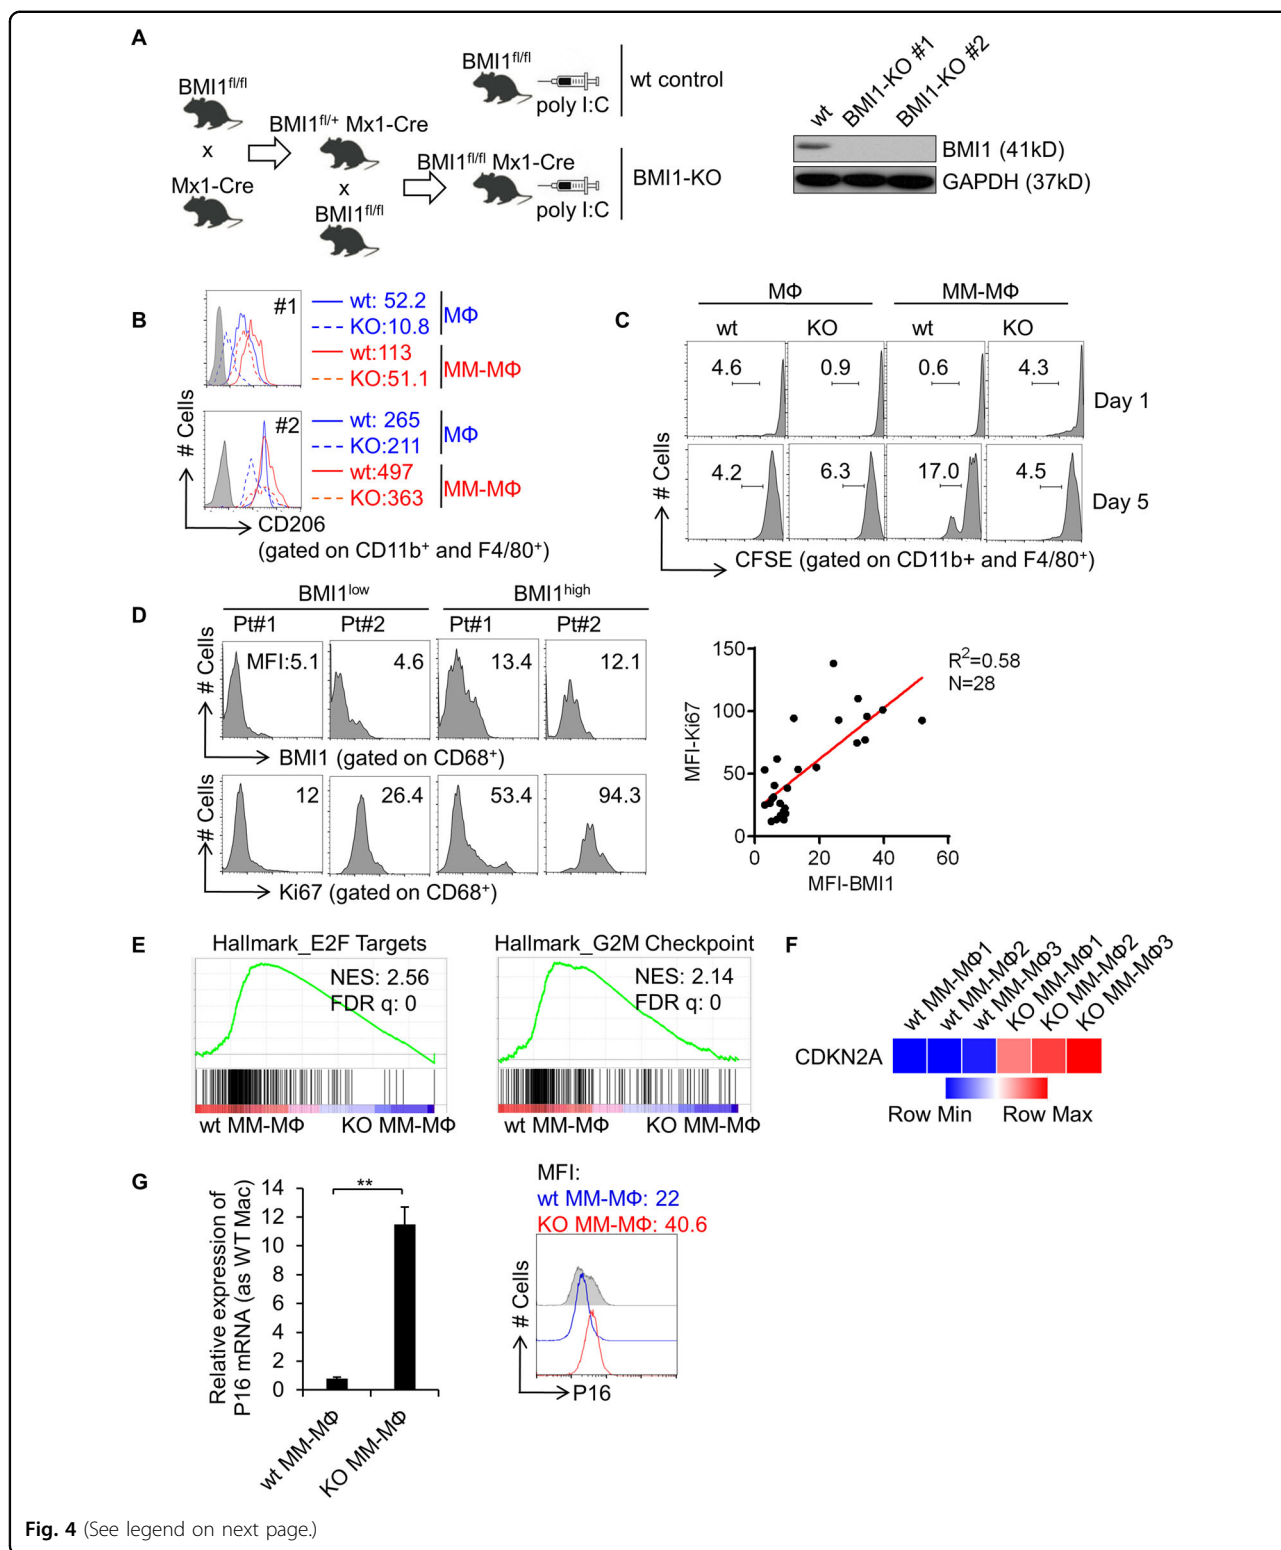 A
BMI1fl/fl
x
Mx1-Cre
BMI1fl/+ Mx1-Cre
x
BMI1fl/fl
BMI1fl/fl
poly I:C
wt control
BMI1fl/fl Mx1-Cre
poly I:C
BMI1-KO
wt
BMI1-KO #1
BMI1-KO #2
BMI1 (41kD)
GAPDH (37kD)
B
#1
wt: 52.2
KO:10.8
MΦ
wt:113
KO:51.1
MM-MΦ
#2
wt: 265
KO:211
MΦ
wt:497
KO:363
MM-MΦ
# Cells
CD206
(gated on CD11b+ and F4/80+)
C
MΦ MM-MΦ
wt KO wt KO
4.6 0.9 0.6 4.3
Day 1
4.2 6.3 17.0 4.5
Day 5
# Cells
CFSE (gated on CD11b+ and F4/80+)
D
BMI1low BMI1high
Pt#1 Pt#2 Pt#1 Pt#2
# Cells
MFI:5.1 4.6 13.4 12.1
BMI1 (gated on CD68+)
# Cells
12 26.4 53.4 94.3
Ki67 (gated on CD68+)
MFI-Ki67
150
100
50
0
0 20 40 60
MFI-BMI1
R2=0.58
N=28
E
Hallmark_E2F Targets
NES: 2.56
FDR q: 0
wt MM-MΦ KO MM-MΦ
Hallmark_G2M Checkpoint
NES: 2.14
FDR q: 0
wt MM-MΦ KO MM-MΦ
F
wt MM-MΦ1
wt MM-MΦ2
wt MM-MΦ3
KO MM-MΦ1
KO MM-MΦ2
KO MM-MΦ3
CDKN2A
Row Min Row Max
G
Relative expression of
P16 mRNA (as WT Mac)
14
12
10
8
6
4
2
0
**
wt MM-MΦ
KO MM-MΦ
MFI:
wt MM-MΦ: 22
KO MM-MΦ: 40.6
# Cells
P16
Fig. 4 (See legend on next page.)